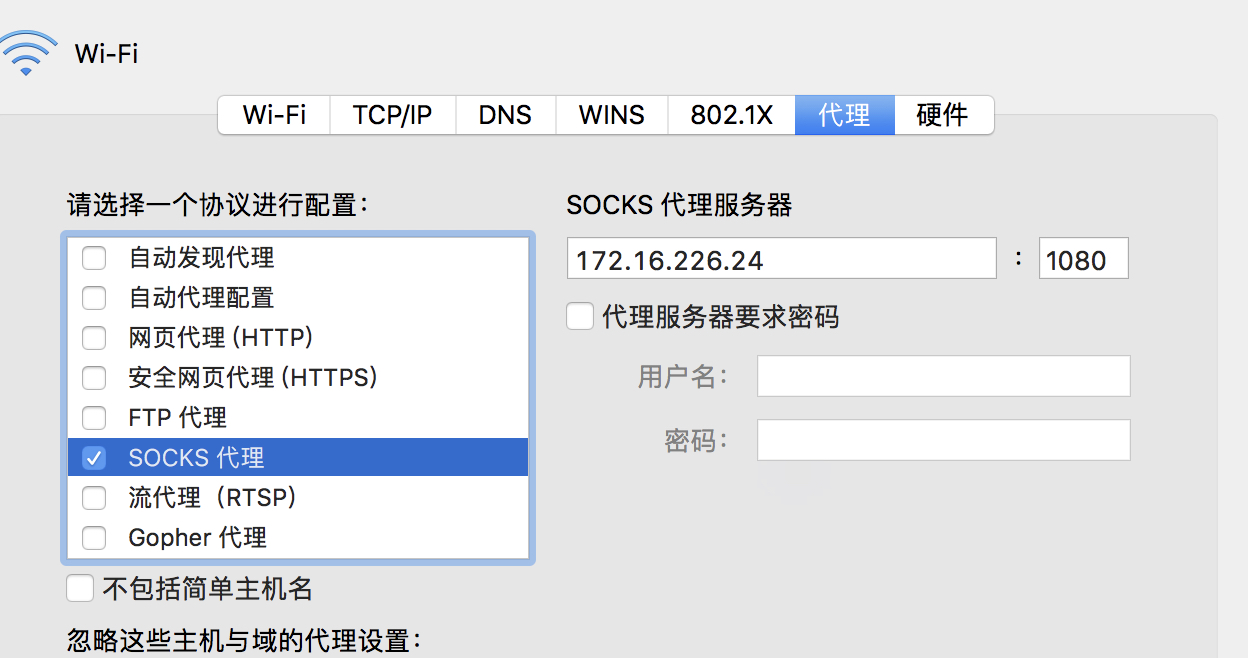 Wi-Fi
Wi-Fi TCP/IP DNS WINS 802.1X 代理 硬件
请选择一个协议进行配置：
自动发现代理
自动代理配置
网页代理 (HTTP)
安全网页代理 (HTTPS)
FTP 代理
SOCKS 代理
流代理（RTSP）
Gopher 代理
不包括简单主机名
忽略这些主机与域的代理设置：
SOCKS 代理服务器
172.16.226.24 : 1080
代理服务器要求密码
用户名：
密码：